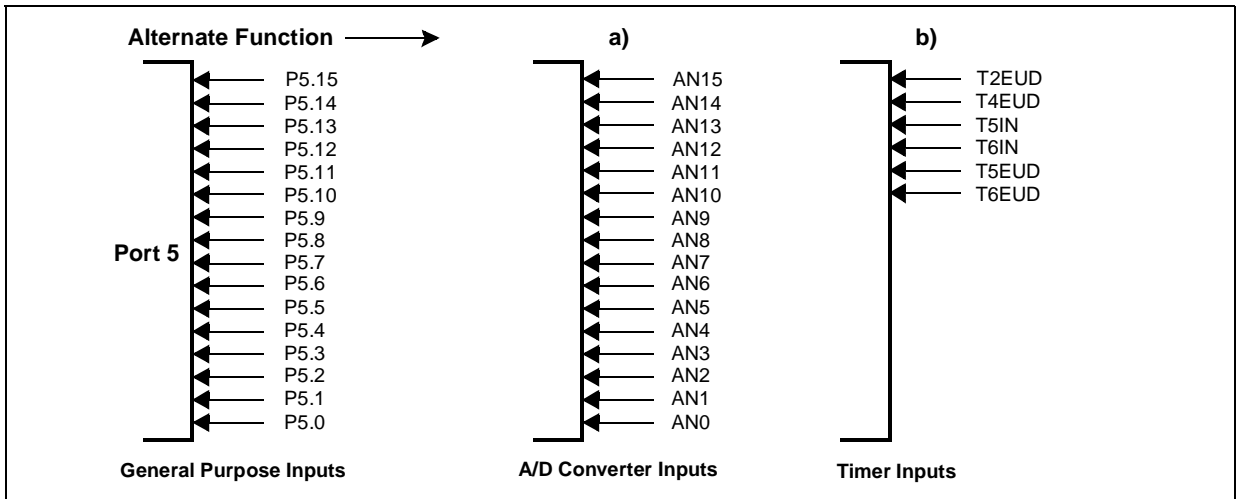 Alternate Function a) b)
P5.15 AN15 T2EUD
P5.14 AN14 T4EUD
P5.13 AN13 T5IN
P5.12 AN12 T6IN
P5.11 AN11 T5EUD
P5.10 AN10 T6EUD
P5.9 AN9
P5.8 AN8
Port 5
P5.7 AN7
P5.6 AN6
P5.5 AN5
P5.4 AN4
P5.3 AN3
P5.2 AN2
P5.1 AN1
P5.0 AN0
General Purpose Inputs A/D Converter Inputs Timer Inputs